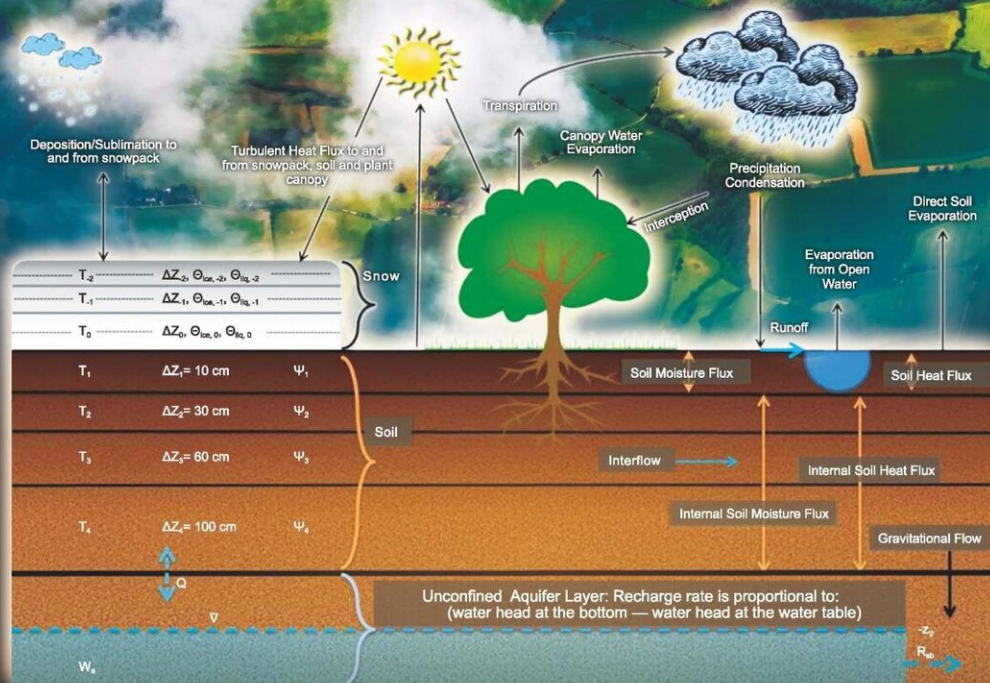 Transpiration
Deposition/Sublimation to
and from snowpack
Turbulent Heat Flux to and
from snowpack, soil and plant
canopy
Canopy Water
Evaporation
Precipitation
Condensation
Interception
Direct Soil
Evaporation
Evaporation
from Open
Water
T-2 ΔZ-2, Θice,-2, Θliq,-2
T-1 ΔZ-1, Θice,-1, Θliq,-1
T0 ΔZ0, Θice,0, Θliq,0
Snow
Runoff
T1 ΔZ1= 10 cm Ψ1
T2 ΔZ2= 30 cm Ψ2
T3 ΔZ3= 60 cm Ψ3
T4 ΔZ4= 100 cm Ψ4
Soil
Soil Moisture Flux
Soil Heat Flux
Interflow
Internal Soil Heat Flux
Internal Soil Moisture Flux
Gravitational Flow
Q
Unconfined Aquifer Layer: Recharge rate is proportional to:
(water head at the bottom — water head at the water table)
∇
-Z∇
Rsb
Wa